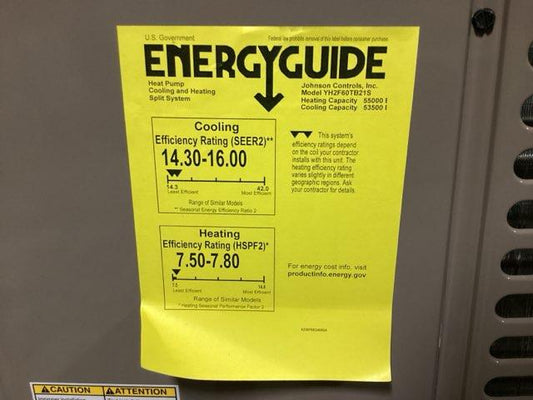 U.S. Government
Federal law prohibits removal of this label before consumer purchase.
ENERGYGUIDE
Heat Pump
Cooling and Heating
Split System
Johnson Controls, Inc.
Model YH2F60TB21S
Heating Capacity 55000
Cooling Capacity 53500
Cooling
Efficiency Rating (SEER2)**
14.30-16.00
14.3 42.0
Least Efficient Most Efficient
Range of Similar Models
** Seasonal Energy Efficiency Ratio 2
This system's
efficiency ratings depend
on the coil your contractor
installs with this unit. The
heating efficiency rating
varies slightly in different
geographic regions. Ask
your contractor for details.
Heating
Efficiency Rating (HSPF2)*
7.50-7.80
Least Efficient Most Efficient
Range of Similar Models
* Heating Seasonal Performance Factor 2
For energy cost info, visit
productinfo.energy.gov
CAUTION ATTENTION